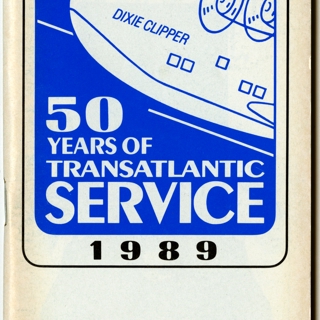 DIXIE CLIPPER
50
YEARS OF
TRANSATLANTIC
SERVICE
1989